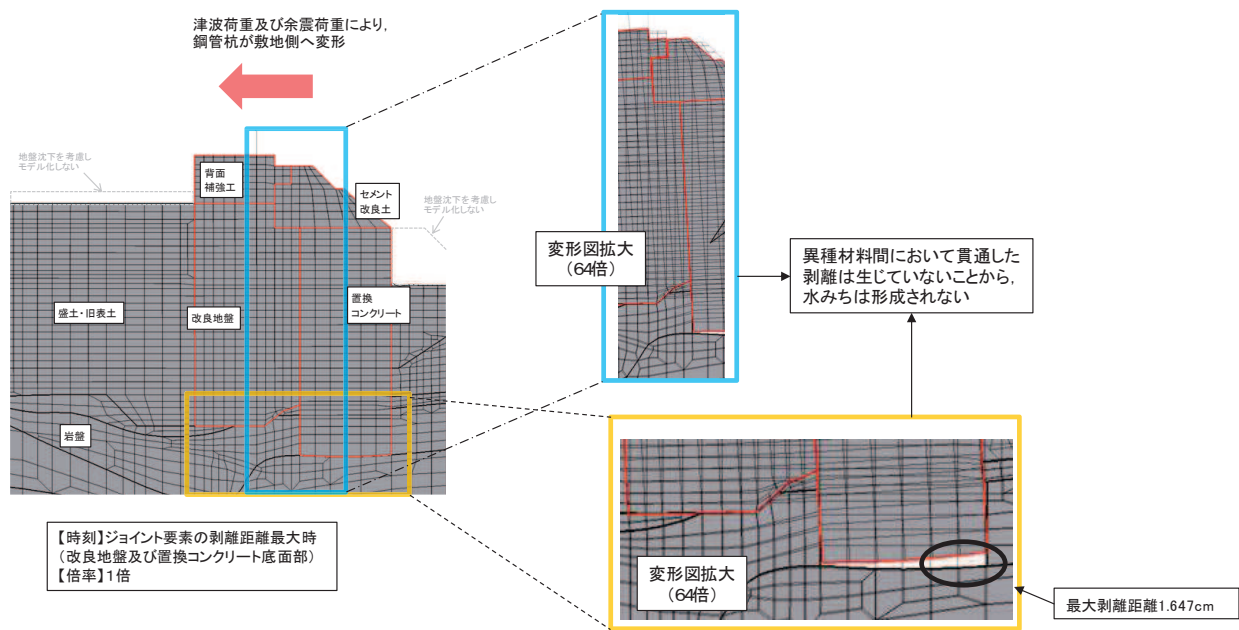 津波荷重及び余震荷重により，
鋼管杭が敷地側へ変形
地盤沈下を考慮し
モデル化しない
背面
補強工
セメント
改良土
地盤沈下を考慮し
モデル化しない
盛土・旧表土
改良地盤
置換
コンクリート
岩盤
変形図拡大
（64倍）
異種材料間において貫通した
剥離は生じていないことから，
水みちは形成されない
変形図拡大
（64倍）
最大剥離距離1.647cm
【時刻】ジョイント要素の剥離距離最大時
（改良地盤及び置換コンクリート底面部）
【倍率】1倍